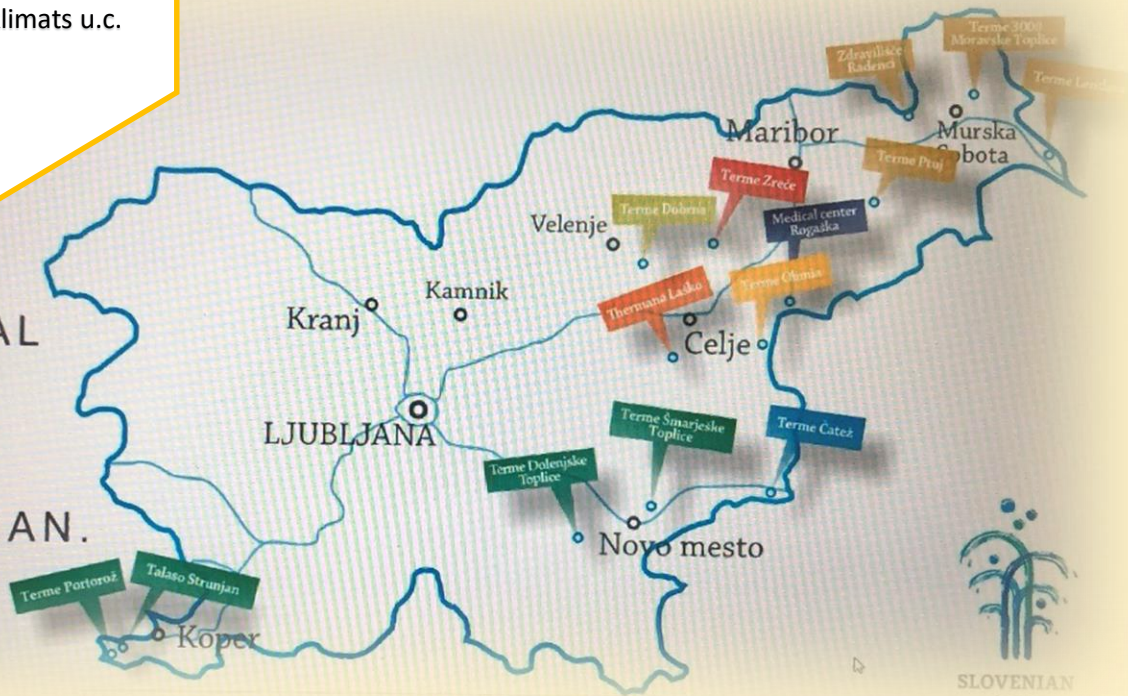 limats u.c.
Terme 3000
Moravske Toplice
Zdravilišče
Radenci
Terme
Maribor
Murska
Sobota
Terme Ptuj
Terme Zreče
Terme Dobrna
Medical center
Rogaška
Velenje
Terme Olimia
Thermana Laško
Kamnik
Kranj
AL
Celje
LJUBLJANA
Terme Šmarješke
Toplice
Terme Čatež
Terme Dolenjske
Toplice
AN.
Novo mesto
Talaso Strunjan
Terme Portorož
Koper
SLOVENIAN